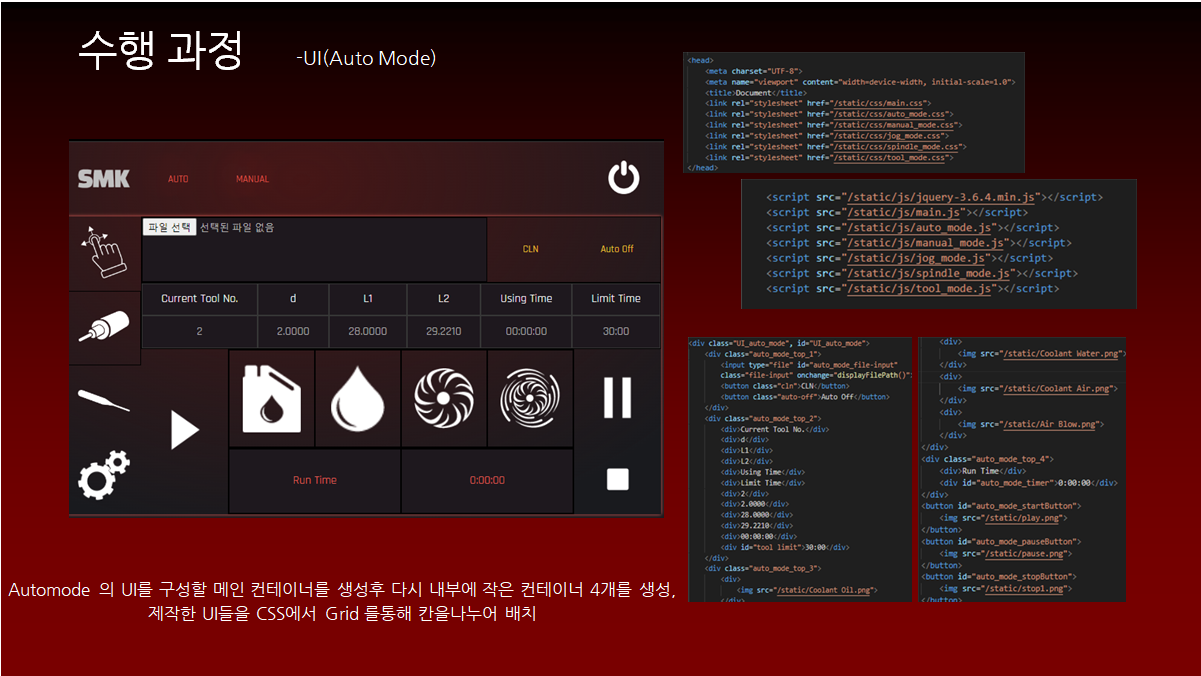 수행 과정
-UI(Auto Mode)
SMK
AUTO
MANUAL
파일 선택 선택된 파일 없음
CLN
Auto Off
Current Tool No. d L1 L2 Using Time Limit Time
2 2.0000 28.0000 29.2210 00:00:00 30:00
Run Time
0:00:00
Automode 의 UI를 구성할 메인 컨테이너를 생성후 다시 내부에 작은 컨테이너 4개를 생성,
제작한 UI들을 CSS에서 Grid 를통해 칸을나누어 배치
<head>
<meta charset="UTF-8">
<meta name="viewport" content="width=device-width, initial-scale=1.0">
<title>Document</title>
<link rel="stylesheet" href="/static/css/main.css">
<link rel="stylesheet" href="/static/css/auto_mode.css">
<link rel="stylesheet" href="/static/css/manual_mode.css">
<link rel="stylesheet" href="/static/css/jog_mode.css">
<link rel="stylesheet" href="/static/css/spindle_mode.css">
<link rel="stylesheet" href="/static/css/tool_mode.css">
</head>
<script src="/static/js/jquery-3.6.4.min.js"></script>
<script src="/static/js/main.js"></script>
<script src="/static/js/auto_mode.js"></script>
<script src="/static/js/manual_mode.js"></script>
<script src="/static/js/jog_mode.js"></script>
<script src="/static/js/spindle_mode.js"></script>
<script src="/static/js/tool_mode.js"></script>
<div class="UI_auto_mode", id="UI_auto_mode">
<div class="auto_mode_top_1">
<input type="file" id="auto_mode_file-input"
class="file-input" onchange="displayFilePath()">
<button class="cln">CLN</button>
<button class="auto-off">Auto Off</button>
</div>
<div class="auto_mode_top_2">
<div>Current Tool No.</div>
<div>d</div>
<div>L1</div>
<div>L2</div>
<div>Using Time</div>
<div>Limit Time</div>
<div>2</div>
<div>2.0000</div>
<div>28.0000</div>
<div>29.2210</div>
<div>00:00:00</div>
<div id="tool limit">30:00</div>
</div>
<div class="auto_mode_top_3">
<div>
<img src="/static/Coolant Oil.png">
</div>
<div>
<img src="/static/Coolant Water.png">
</div>
<div>
<img src="/static/Coolant Air.png">
</div>
<div>
<img src="/static/Air Blow.png">
</div>
</div>
<div class="auto_mode_top_4">
<div>Run Time</div>
<div id="auto_mode_timer">0:00:00</div>
</div>
<button id="auto_mode_startButton">
<img src="/static/play.png">
</button>
<button id="auto_mode_pauseButton">
<img src="/static/pause.png">
</button>
<button id="auto_mode_stopButton">
<img src="/static/stop1.png">
</button>